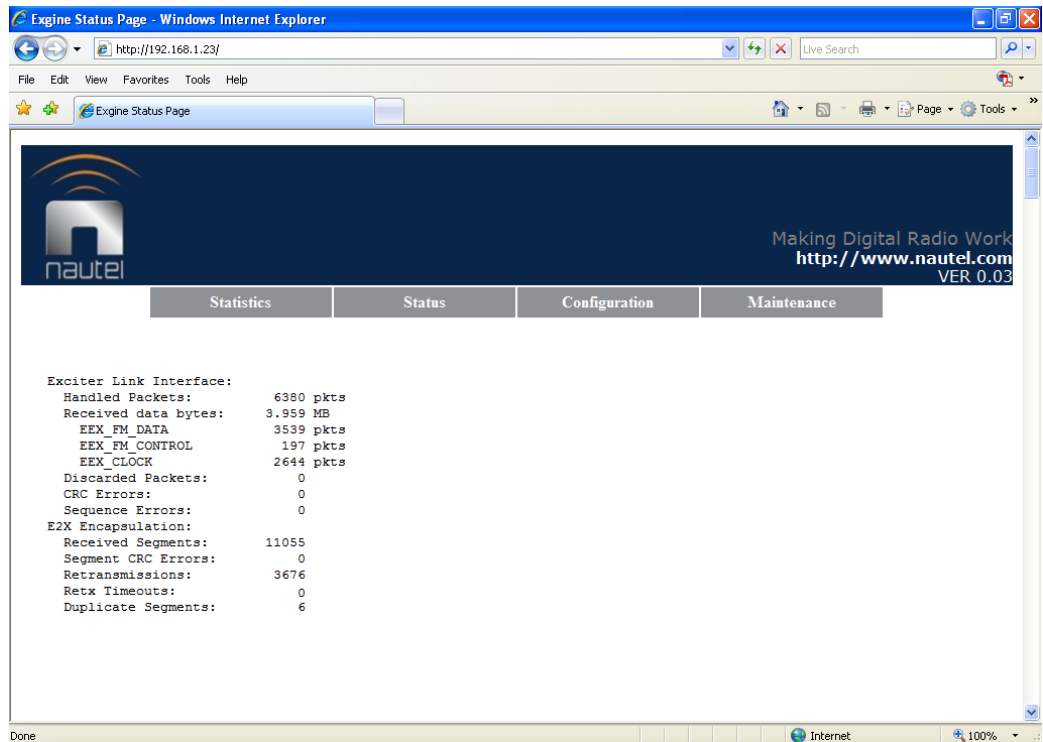 Exgine Status Page - Windows Internet Explorer
http://192.168.1.23/
Live Search
File Edit View Favorites Tools Help
Exgine Status Page
Page Tools
nautel
Making Digital Radio Work
http://www.nautel.com
VER 0.03
Statistics Status Configuration Maintenance
Exciter Link Interface:
Handled Packets: 6380 pkts
Received data bytes: 3.959 MB
EEX_FM_DATA 3539 pkts
EEX_FM_CONTROL 197 pkts
EEX_CLOCK 2644 pkts
Discarded Packets: 0
CRC Errors: 0
Sequence Errors: 0
E2X Encapsulation:
Received Segments: 11055
Segment CRC Errors: 0
Retransmissions: 3676
Retx Timeouts: 0
Duplicate Segments: 6
Done Internet 100%